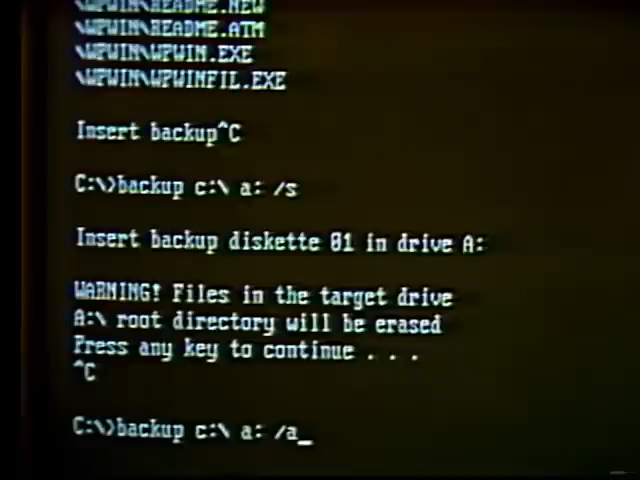 \WPWIN\README.NEW
\WPWIN\README.ATM
\WPWIN\WPWIN.EXE
\WPWIN\WPWINFIL.EXE
Insert backup^C
C:\>backup c:\ a: /s
Insert backup diskette 01 in drive A:
WARNING! Files in the target drive
A:\ root directory will be erased
Press any key to continue . . .
^C
C:\>backup c:\ a: /a_